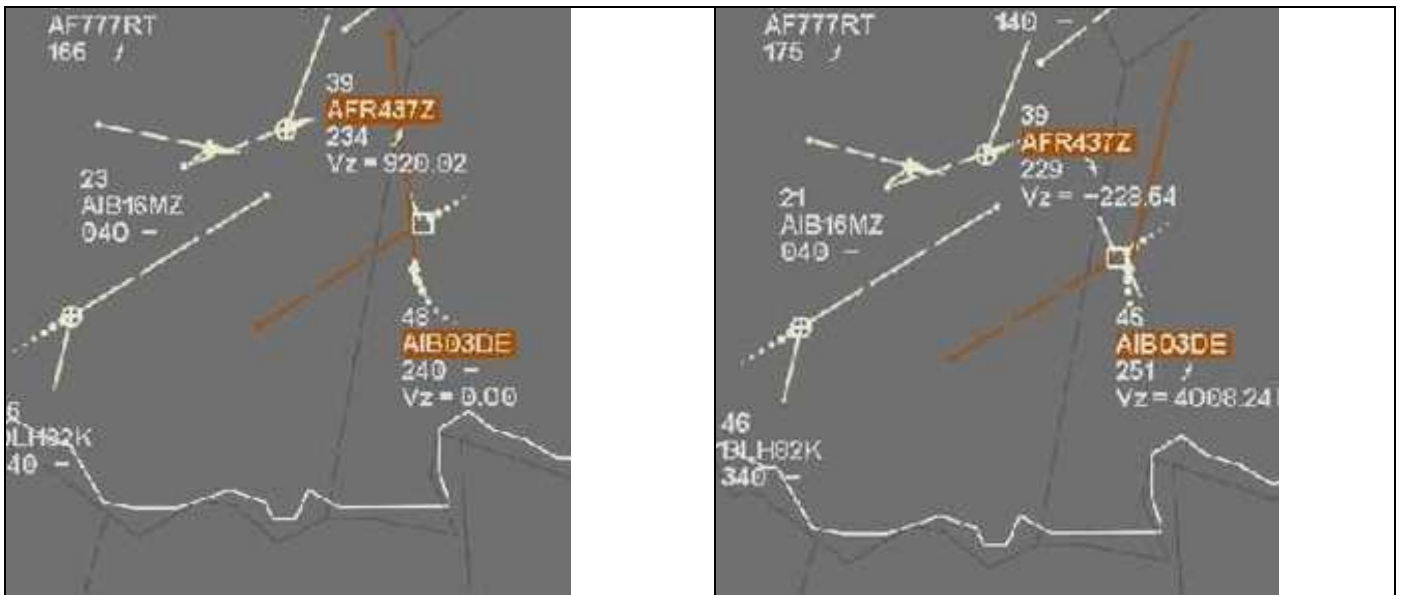 AF777RT
166
39
AFR437Z
234
Vz = 920.02
23
AIB16MZ
040 -
48
AIB03DE
240 -
Vz = 0.00
6
LH82K
40 -
140 -
AF777RT
175
39
AFR437Z
229
Vz = -228.64
21
AIB16MZ
040 -
45
AIB03DE
251
Vz = 4008.24
46
BLH82K
340 -